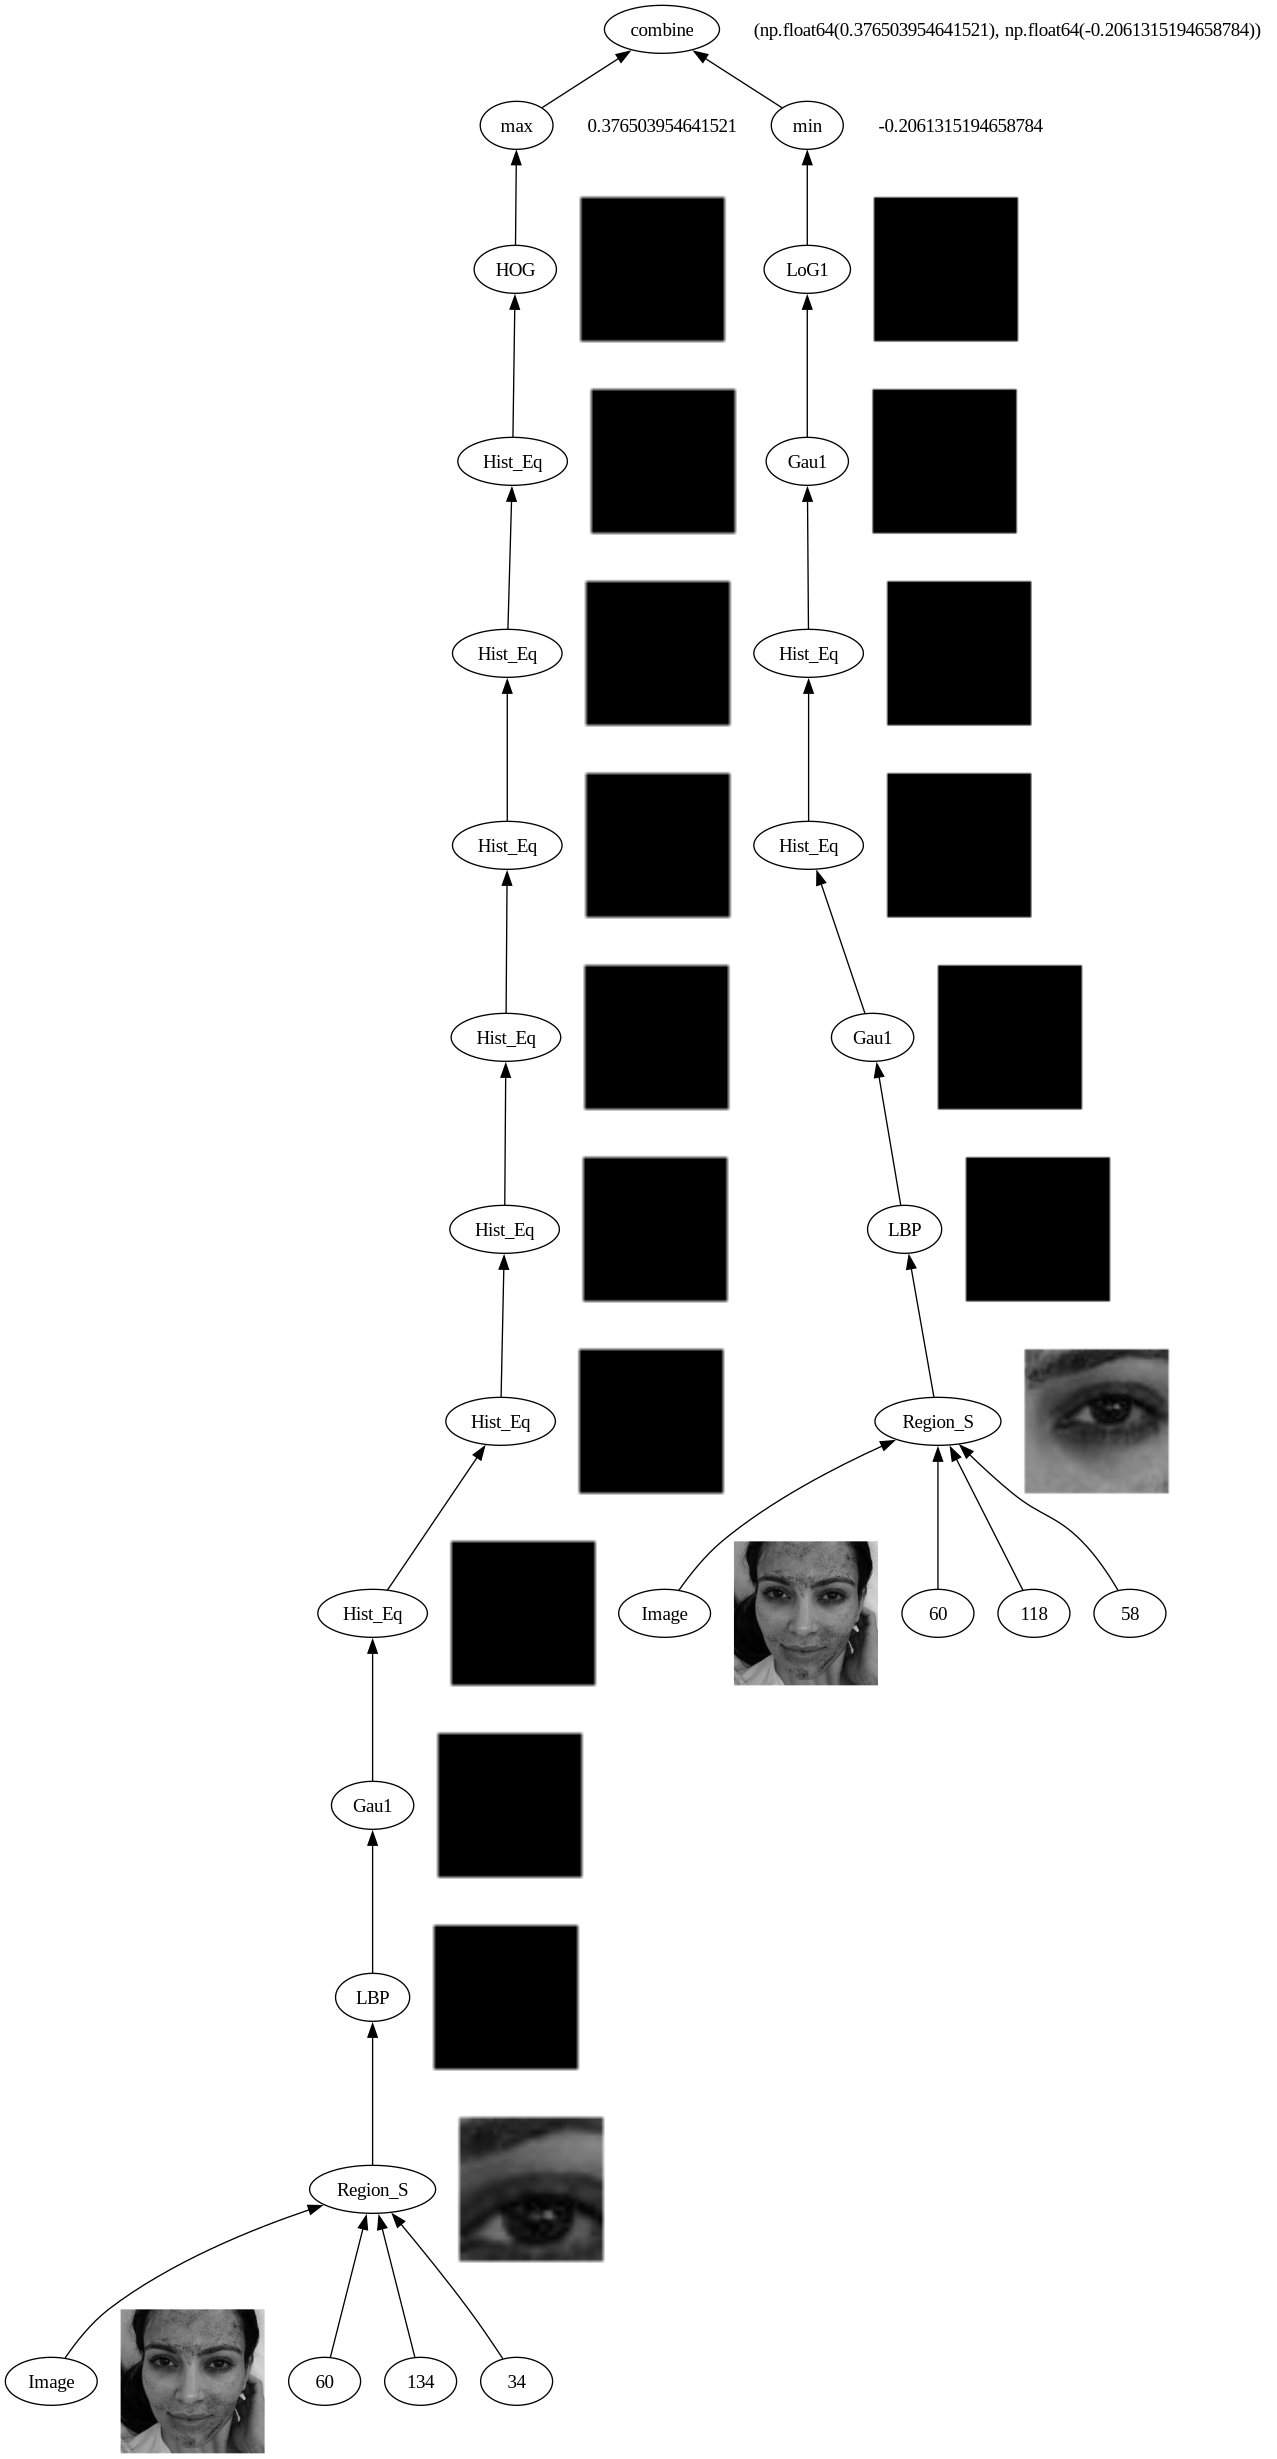 combine (np.float64(0.376503954641521), np.float64(-0.2061315194658784))
max 0.376503954641521 min -0.2061315194658784
HOG LoG1
Hist_Eq Gau1
Hist_Eq Hist_Eq
Hist_Eq Hist_Eq
Hist_Eq Gau1
Hist_Eq LBP
Hist_Eq Region_S
Hist_Eq Image 60 118 58
Gau1
LBP
Region_S
Image 60 134 34